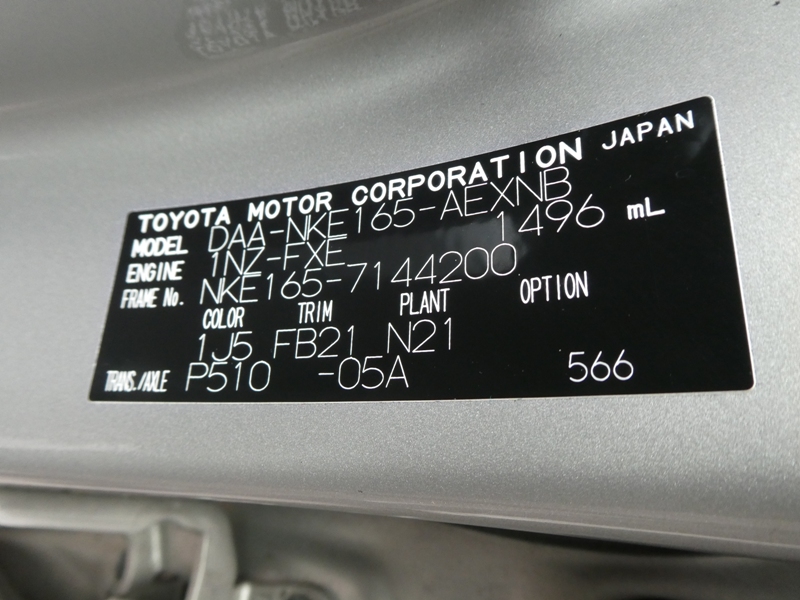 TOYOTA MOTOR CORPORATION JAPAN
MODEL DAA-NKE165-AEXNB
ENGINE 1NZ-FXE 1496 mL
FRAME No. NKE165-7144200
COLOR TRIM PLANT OPTION
1J5 FB21 N21
TRANS./AXLE P510 -05A 566